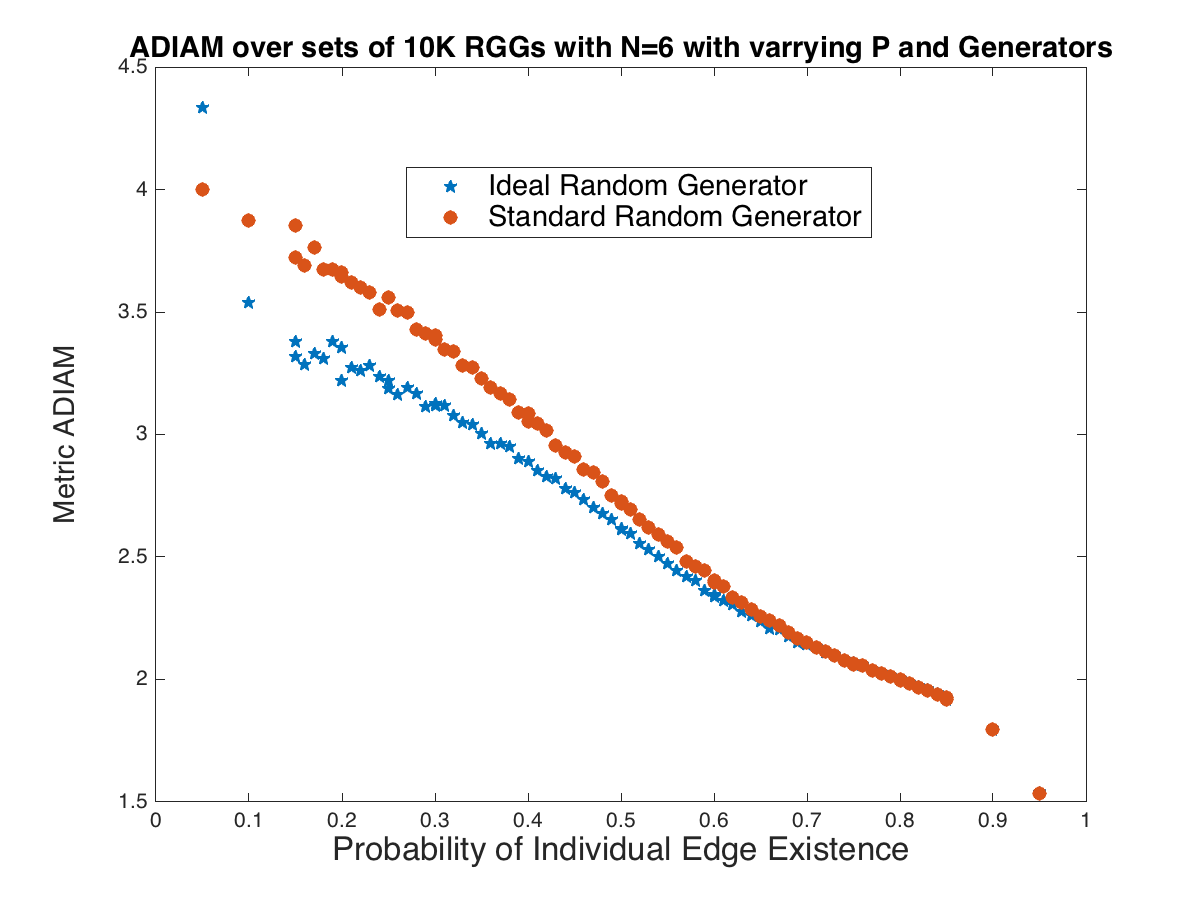 ADIAM over sets of 10K RGGs with N=6 with varrying P and Generators
4.5
4
3.5
3
2.5
2
1.5
Metric ADIAM
Ideal Random Generator
Standard Random Generator
0 0.1 0.2 0.3 0.4 0.5 0.6 0.7 0.8 0.9 1
Probability of Individual Edge Existence